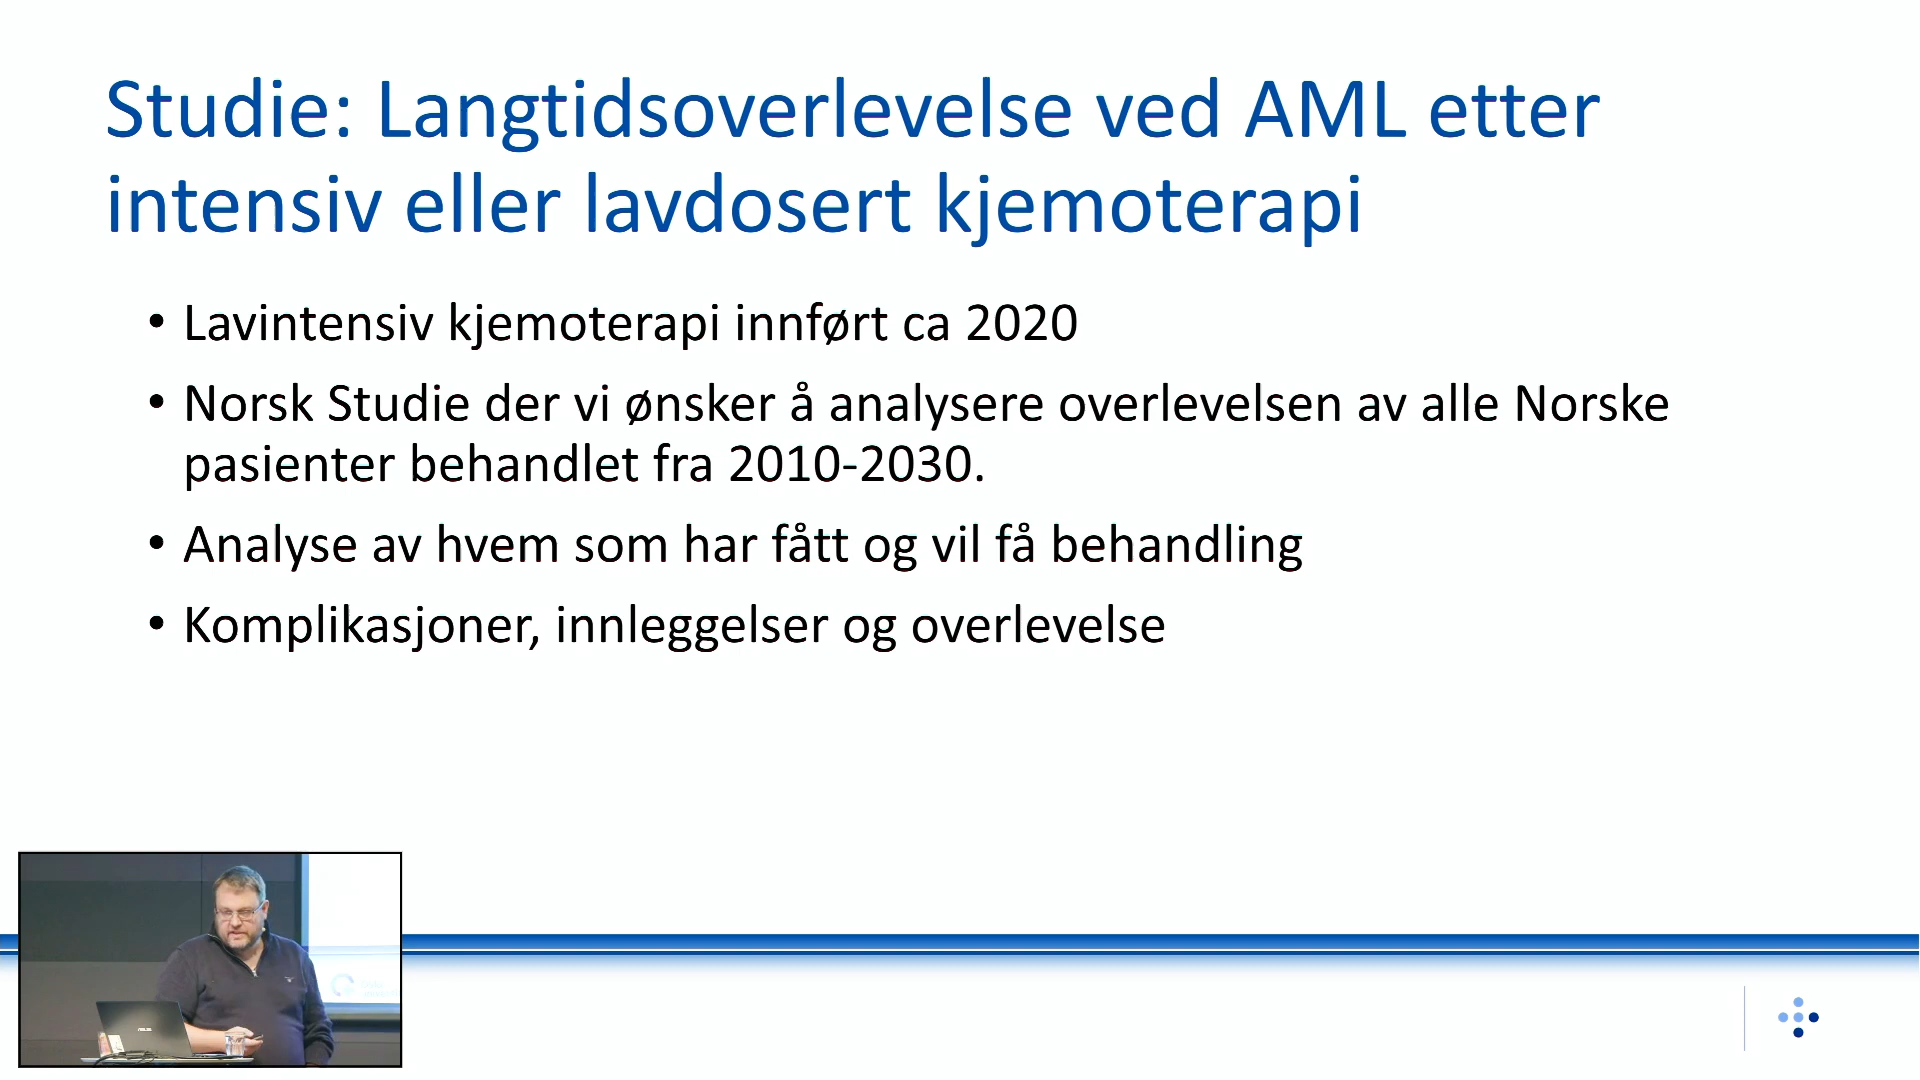 Studie: Langtidsoverlevelse ved AML etter
intensiv eller lavdosert kjemoterapi
• Lavintensiv kjemoterapi innført ca 2020
• Norsk Studie der vi ønsker å analysere overlevelsen av alle Norske
pasienter behandlet fra 2010-2030.
• Analyse av hvem som har fått og vil få behandling
• Komplikasjoner, innleggelser og overlevelse
ASUS